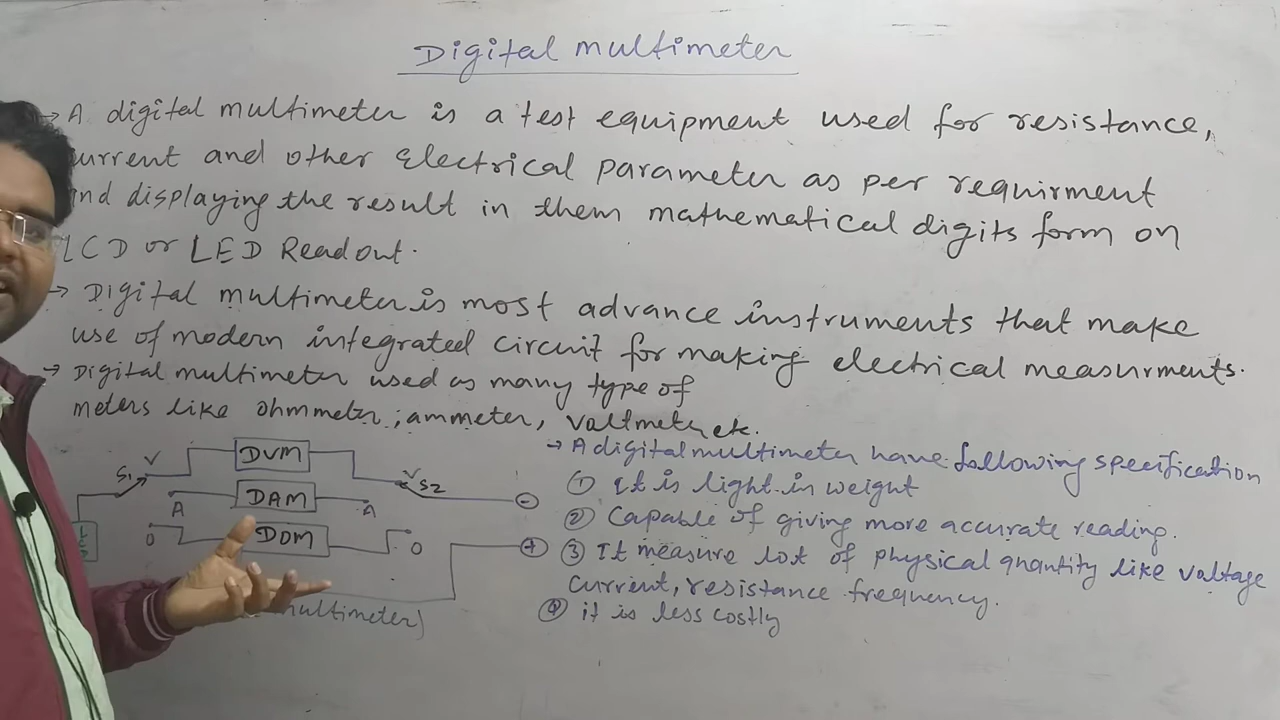 Digital multimeter
→ A digital multimeter is a test equipment used for resistance,
urrent and other electrical parameter as per requirment
nd displaying the result in them mathematical digits form on
LCD or LED Readout.
→ Digital multimeter is most advance instruments that make
use of modern integrated circuit for making electrical measurments.
→ Digital multimeter used as many type of
meters like ohmmeter, ammeter, valtmeter etc.
→ A digital multimeter have following specification
① It is light in weight
② Capable of giving more accurate reading.
③ It measure lot of physical quantity like valtage
Current, resistance frequency.
④ it is less costly
S1 V DVM V S2 -
A DAM A
O DOM O +
multimeter)